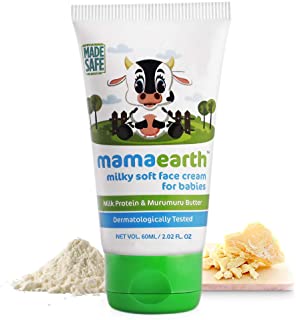 MADE
SAFE
mamaearth™
milky soft face cream
for babies
Milk Protein & Murumuru Butter
Dermatologically Tested
NET VOL. 60ML / 2.02 FL. OZ